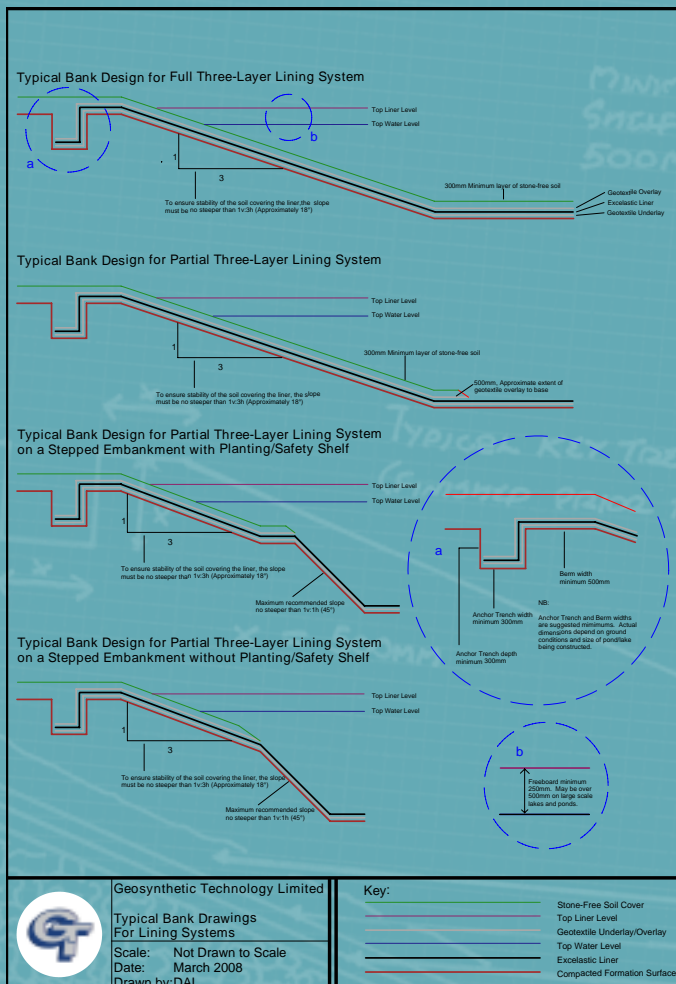 Typical Bank Design for Full Three-Layer Lining System
Top Liner Level
Top Water Level
a
b
1
3
To ensure stability of the soil covering the liner,the slope
must be no steeper than 1v:3h (Approximately 18°)
300mm Minimum layer of stone-free soil
Geotextile Overlay
Excelastic Liner
Geotextile Underlay
Typical Bank Design for Partial Three-Layer Lining System
Top Liner Level
Top Water Level
1
3
To ensure stability of the soil covering the liner, the slope
must be no steeper than 1v:3h (Approximately 18°)
300mm Minimum layer of stone-free soil
500mm, Approximate extent of
geotextile overlay to base
Typical Bank Design for Partial Three-Layer Lining System
on a Stepped Embankment with Planting/Safety Shelf
Top Liner Level
Top Water Level
1
3
To ensure stability of the soil covering the liner, the slope
must be no steeper than 1v:3h (Approximately 18°)
Maximum recommended slope
no steeper than 1v:1h (45°)
a
Berm width
minimum 500mm
Anchor Trench width
minimum 300mm
Anchor Trench depth
minimum 300mm
NB:
Anchor Trench and Berm widths
are suggested mimimums. Actual
dimensions depend on ground
conditions and size of pond/lake
being constructed.
Typical Bank Design for Partial Three-Layer Lining System
on a Stepped Embankment without Planting/Safety Shelf
Top Liner Level
Top Water Level
1
3
To ensure stability of the soil covering the liner, the slope
must be no steeper than 1v:3h (Approximately 18°)
Maximum recommended slope
no steeper than 1v:1h (45°)
b
Freeboard minimum
250mm. May be over
500mm on large scale
lakes and ponds.
GT
Geosynthetic Technology Limited
Typical Bank Drawings
For Lining Systems
Scale: Not Drawn to Scale
Date: March 2008
Drawn by:DAL
Key:
Stone-Free Soil Cover
Top Liner Level
Geotextile Underlay/Overlay
Top Water Level
Excelastic Liner
Compacted Formation Surface